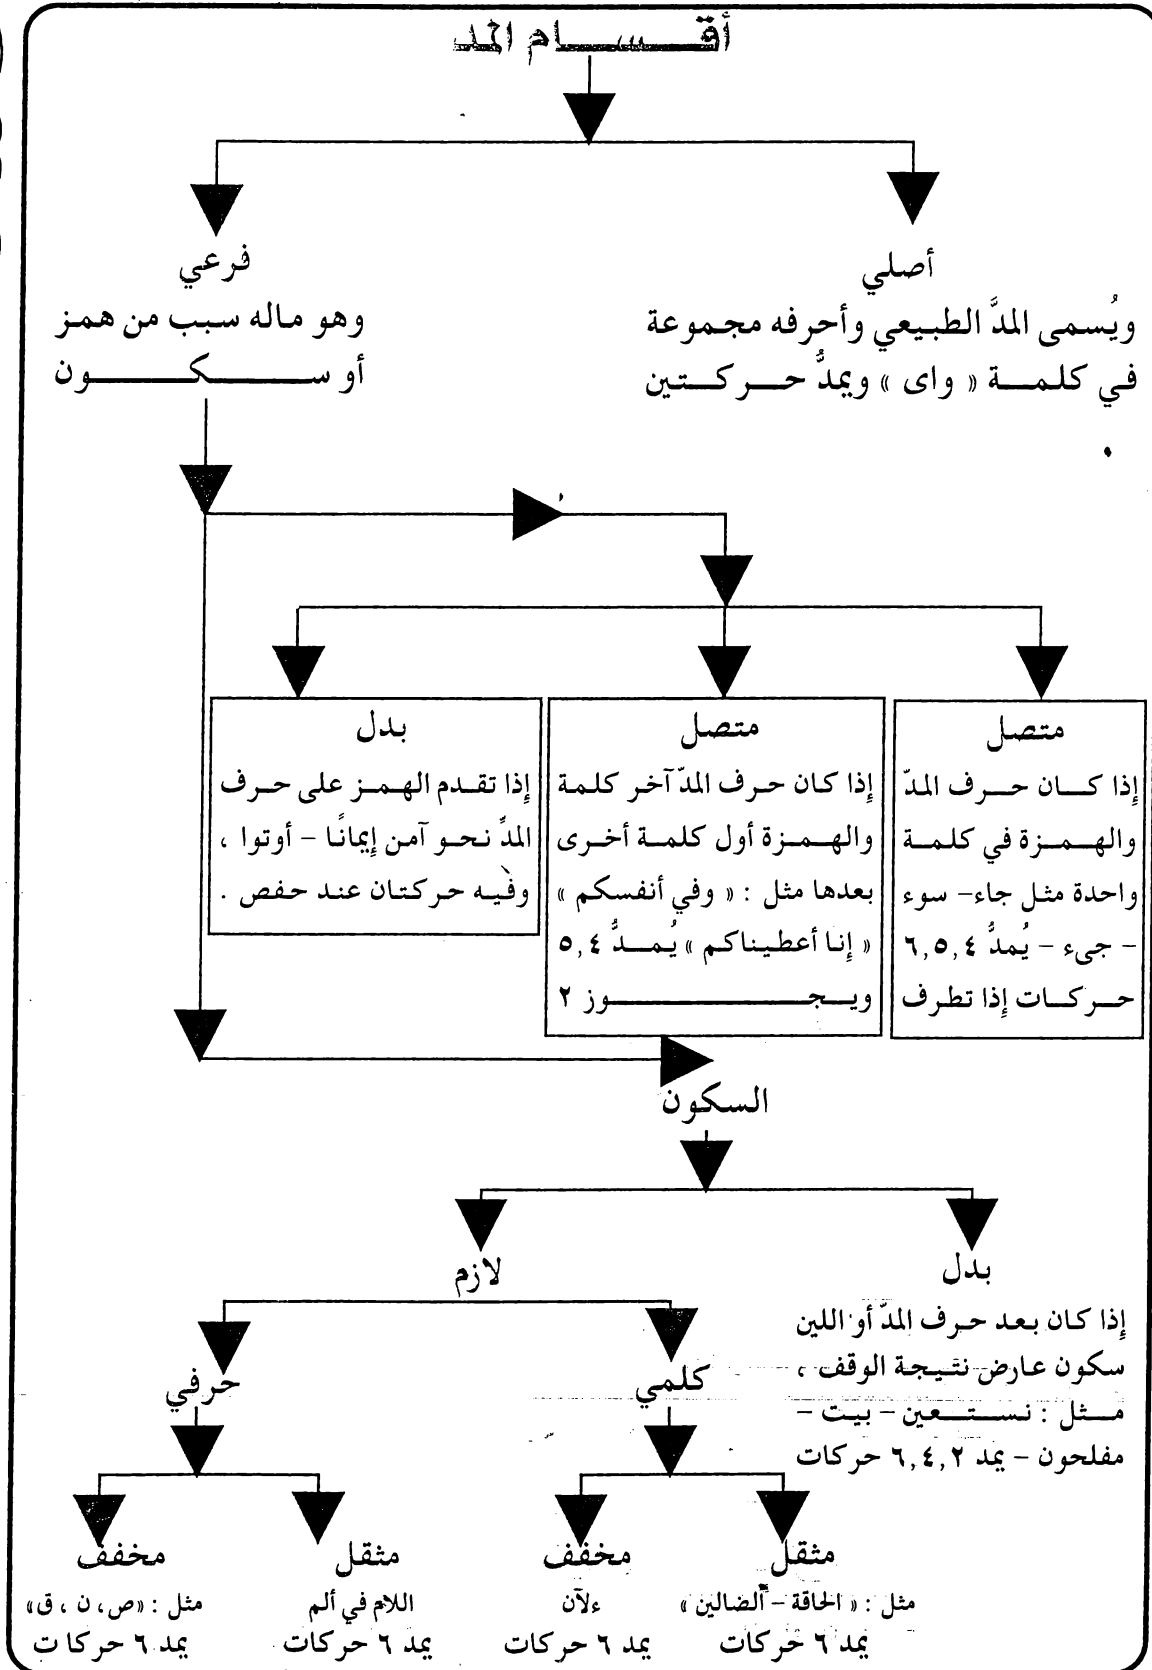 أقسام المد
أصلي
ويُسمى المدَّ الطبيعي وأحرفه مجموعة
في كلمة « واى » ويمدُّ حركتين
.
فرعي
وهو ماله سبب من همز
أو سكون
متصل
إذا كان حرف المدّ
والهمزة في كلمة
واحدة مثل جاء- سوء
- جىء - يُمدُّ ٦,٥,٤
حركات إذا تطرف
متصل
إذا كان حرف المدّ آخر كلمة
والهمزة أول كلمة أخرى
بعدها مثل : « وفي أنفسكم »
« إنا أعطيناكم » يُمدُّ ٥,٤
ويجوز ٢
بدل
إذا تقدم الهمز على حرف
المدِّ نحو آمن إيمانًا - أوتوا ،
وفيه حركتان عند حفص .
السكون
بدل
إذا كان بعد حرف المدّ أو اللين
سكون عارض نتيجة الوقف ،
مثل : نستعين - بيت -
مفلحون - يمد ٦,٤,٢ حركات
لازم
كلمي
حرفي
مثقل
مثل : « الحاقة - ألضالين »
يمد ٦ حركات
مخفف
ءلآن
يمد ٦ حركات
مثقل
اللام في ألم
يمد ٦ حركات
مخفف
مثل : «ص، ن ، ق»
يمد ٦ حركا ت